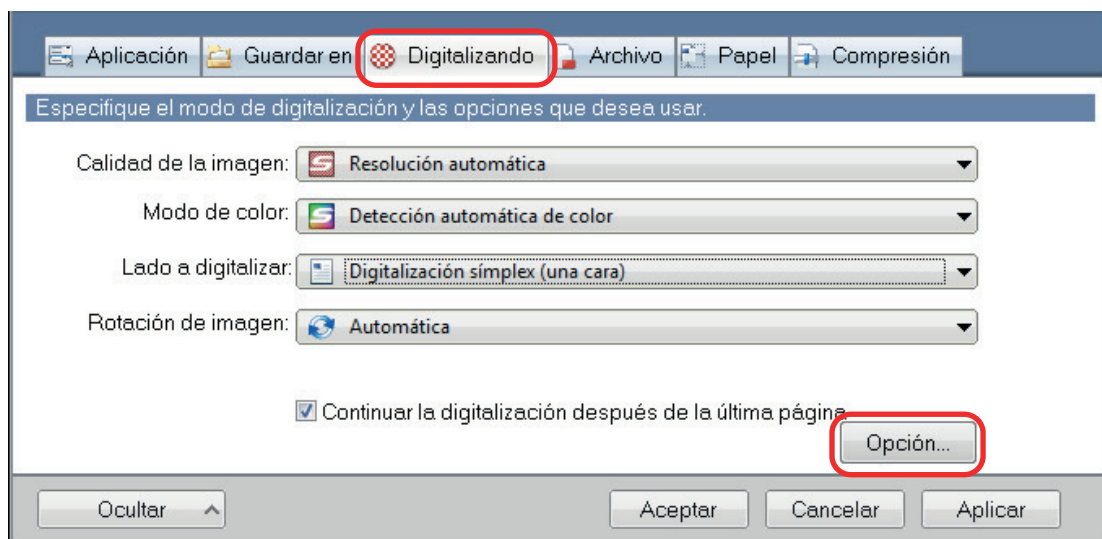 Aplicación Guardar en Digitalizando Archivo Papel Compresión
Especifique el modo de digitalización y las opciones que desea usar.
Calidad de la imagen: Resolución automática
Modo de color: Detección automática de color
Lado a digitalizar: Digitalización símplex (una cara)
Rotación de imagen: Automática
Continuar la digitalización después de la última página
Opción...
Ocultar Aceptar Cancelar Aplicar